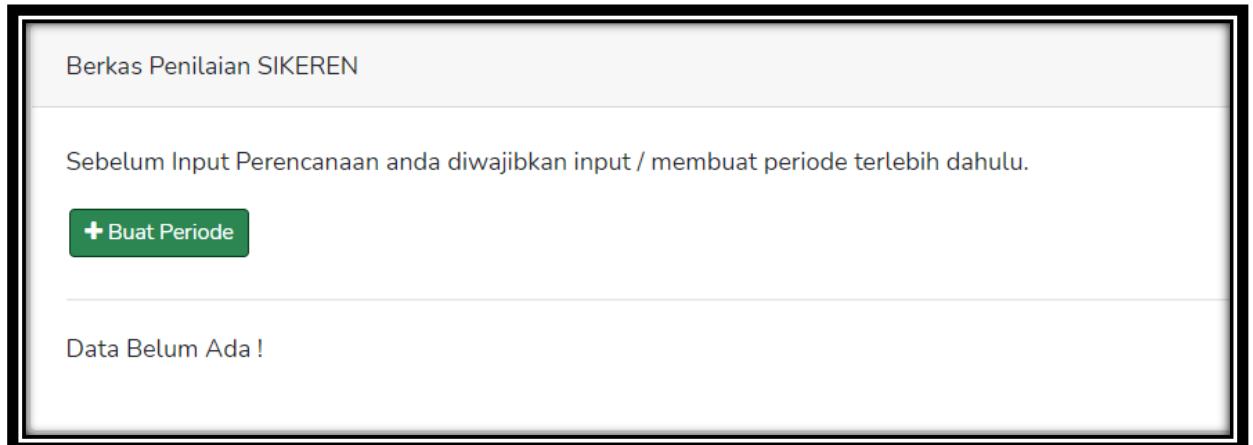 Berkas Penilaian SIKEREN
Sebelum Input Perencanaan anda diwajibkan input / membuat periode terlebih dahulu.
+ Buat Periode
Data Belum Ada !